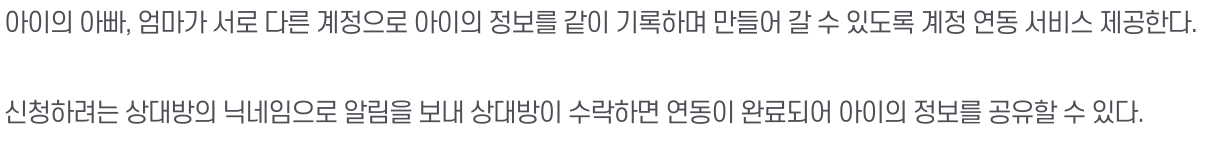 아이의 아빠, 엄마가 서로 다른 계정으로 아이의 정보를 같이 기록하며 만들어 갈 수 있도록 계정 연동 서비스 제공한다.
신청하려는 상대방의 닉네임으로 알림을 보내 상대방이 수락하면 연동이 완료되어 아이의 정보를 공유할 수 있다.